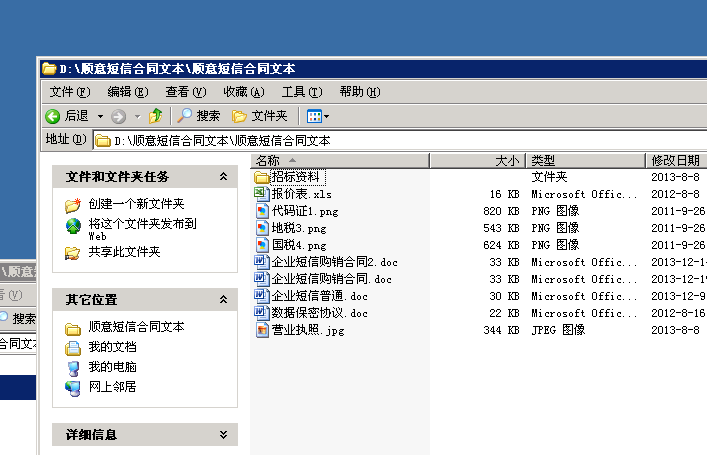 D:\顺意短信合同文本\顺意短信合同文本
文件(F) 编辑(E) 查看(V) 收藏(A) 工具(T) 帮助(H)
后退 搜索 文件夹
地址(D) D:\顺意短信合同文本\顺意短信合同文本
文件和文件夹任务
创建一个新文件夹
将这个文件夹发布到
Web
共享此文件夹
其它位置
顺意短信合同文本
我的文档
我的电脑
网上邻居
详细信息
名称 大小 类型 修改日期
招标资料 文件夹 2013-8-8
报价表.xls 16 KB Microsoft Offic... 2012-8-8
代码证1.png 820 KB PNG 图像 2011-9-26
地税3.png 543 KB PNG 图像 2011-9-26
国税4.png 624 KB PNG 图像 2011-9-26
企业短信购销合同2.doc 33 KB Microsoft Offic... 2013-12-1
企业短信购销合同.doc 33 KB Microsoft Offic... 2013-12-1
企业短信普通.doc 30 KB Microsoft Offic... 2013-12-9
数据保密协议.doc 22 KB Microsoft Offic... 2012-8-16
营业执照.jpg 344 KB JPEG 图像 2013-8-8
\顺意
看(V)
搜索
合同文本